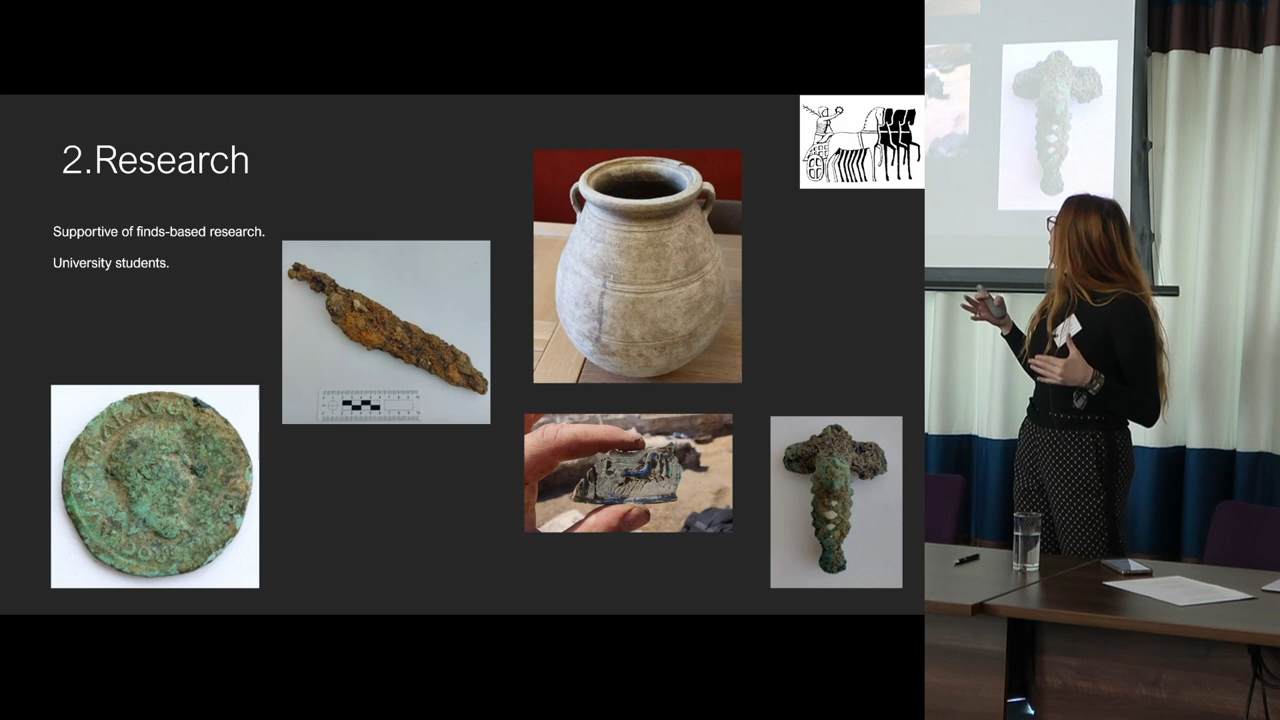 2.Research
Supportive of finds-based research.
University students.